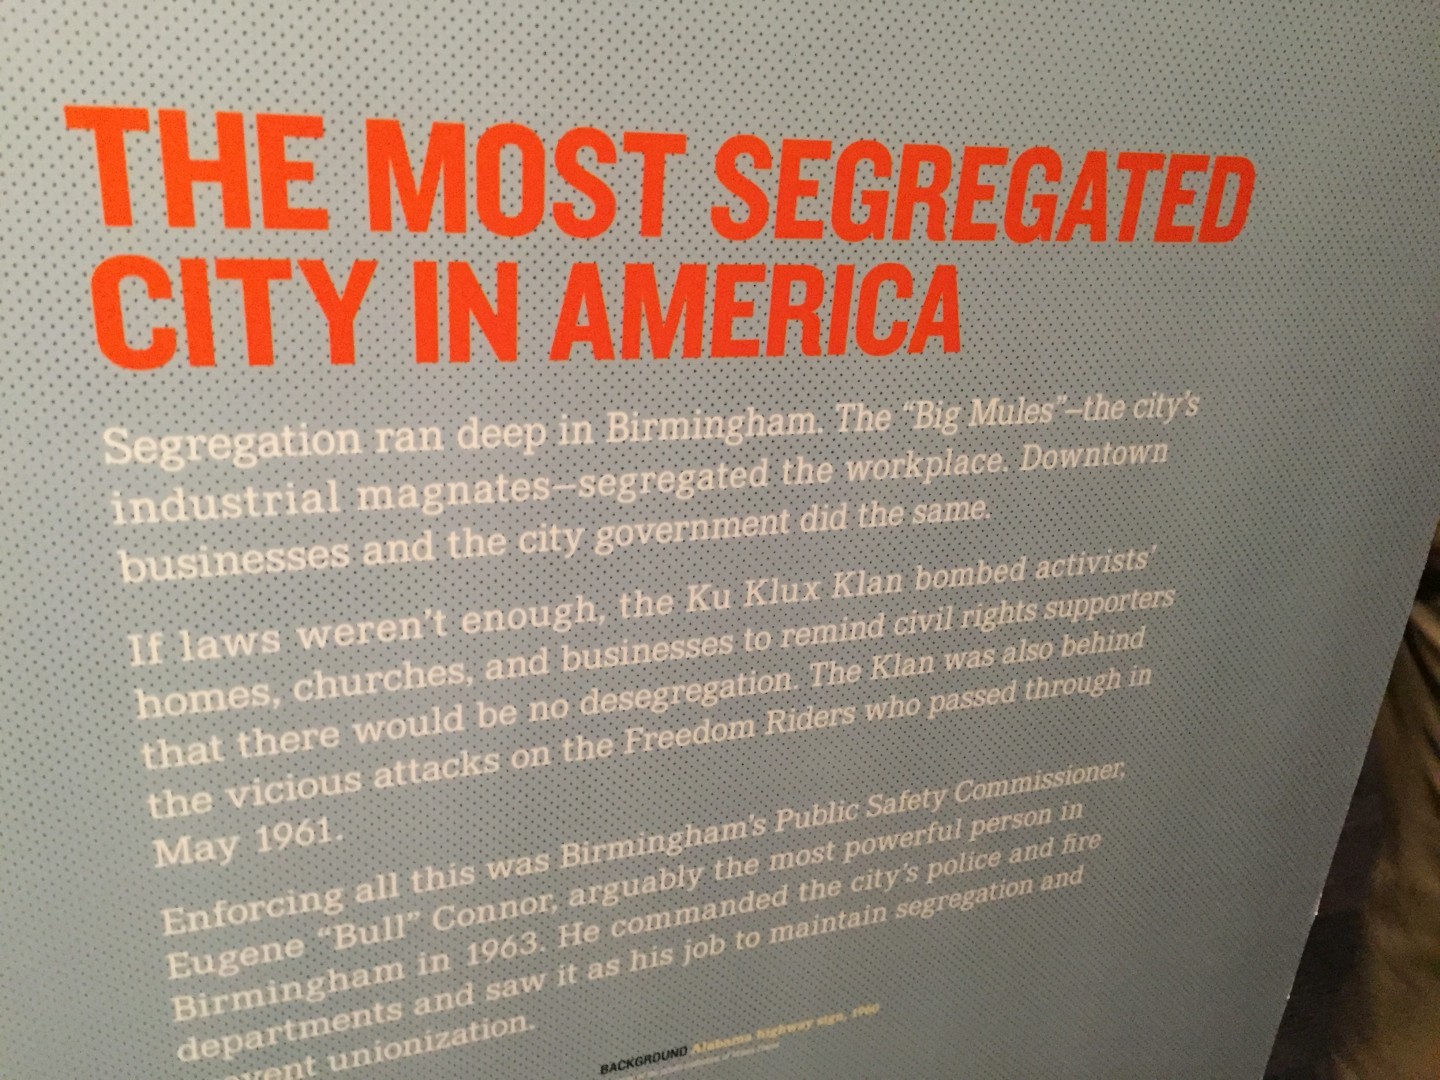 THE MOST SEGREGATED
CITY IN AMERICA
Segregation ran deep in Birmingham. The “Big Mules”—the city’s
industrial magnates—segregated the workplace. Downtown
businesses and the city government did the same.
If laws weren’t enough, the Ku Klux Klan bombed activists’
homes, churches, and businesses to remind civil rights supporters
that there would be no desegregation. The Klan was also behind
the vicious attacks on the Freedom Riders who passed through in
May 1961.
Enforcing all this was Birmingham’s Public Safety Commissioner,
Eugene “Bull” Connor, arguably the most powerful person in
Birmingham in 1963. He commanded the city’s police and fire
departments and saw it as his job to maintain segregation and
unionization.
BACKGROUND Alabama highway sign, 1960